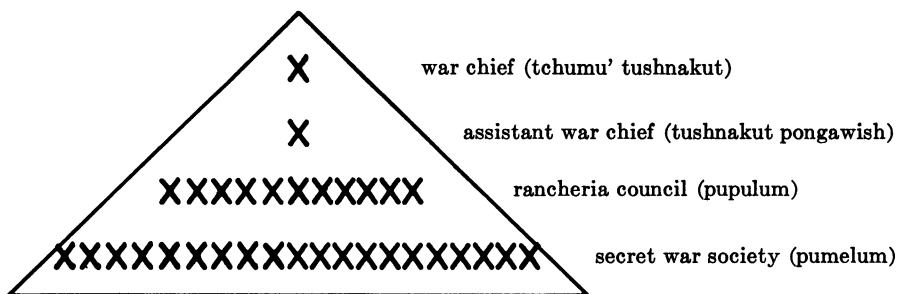 war chief (tchumu' tushnakut)
assistant war chief (tushnakut pongawish)
rancheria council (pupulum)
secret war society (pumelum)